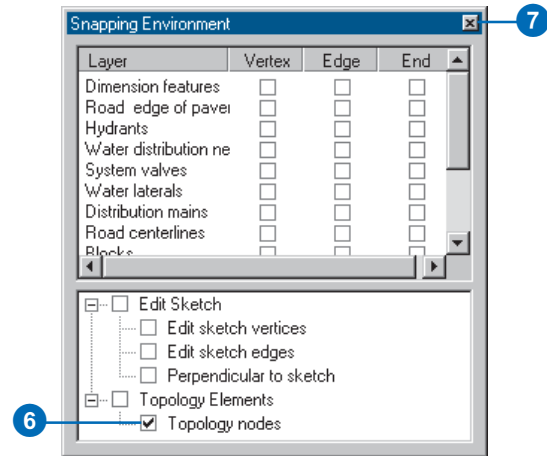 Snapping Environment
7
Layer Vertex Edge End
Dimension features
Road edge of paver
Hydrants
Water distribution ne
System valves
Water laterals
Distribution mains
Road centerlines
Blocks
Edit Sketch
Edit sketch vertices
Edit sketch edges
Perpendicular to sketch
Topology Elements
6
Topology nodes